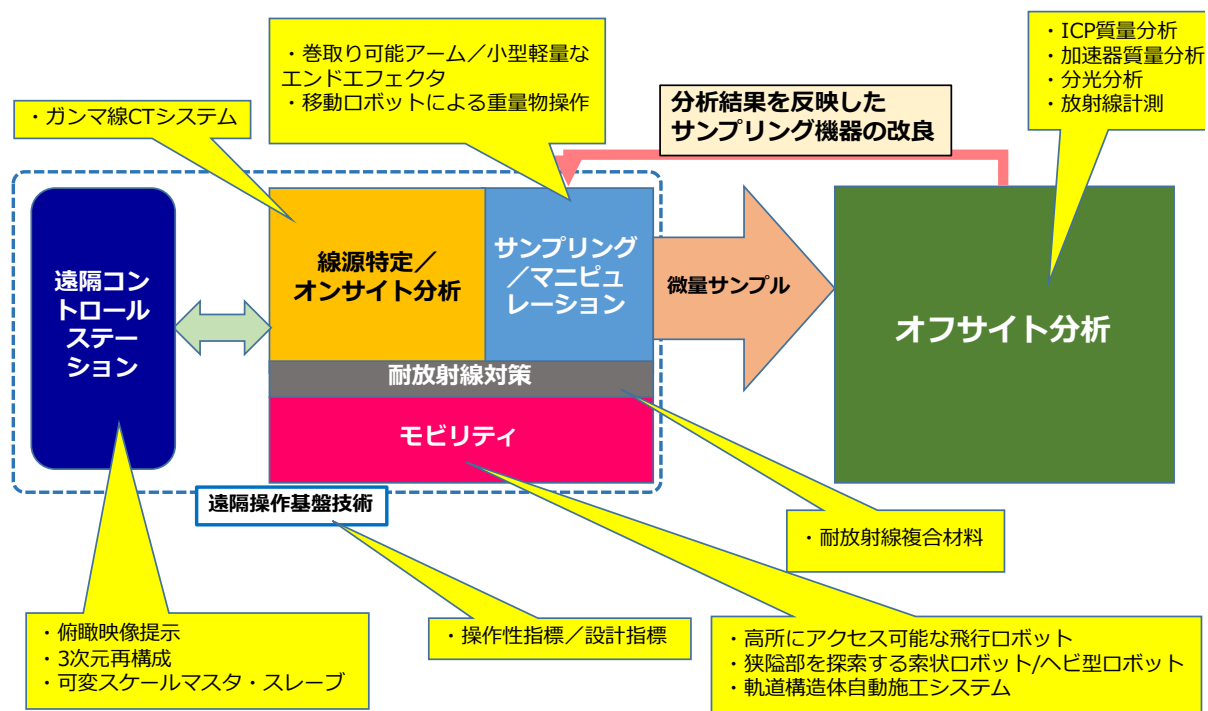 ・巻取り可能アーム／小型軽量な
エンドエフェクタ
・移動ロボットによる重量物操作
・ICP質量分析
・加速器質量分析
・分光分析
・放射線計測
・ガンマ線CTシステム
分析結果を反映した
サンプリング機器の改良
遠隔コン
トロール
ステー
ション
線源特定／
オンサイト分析
サンプリング
／マニピュ
レーション
微量サンプル
オフサイト分析
耐放射線対策
モビリティ
遠隔操作基盤技術
・耐放射線複合材料
・俯瞰映像提示
・3次元再構成
・可変スケールマスタ・スレーブ
・操作性指標／設計指標
・高所にアクセス可能な飛行ロボット
・狭隘部を探索する索状ロボット/ヘビ型ロボット
・軌道構造体自動施工システム